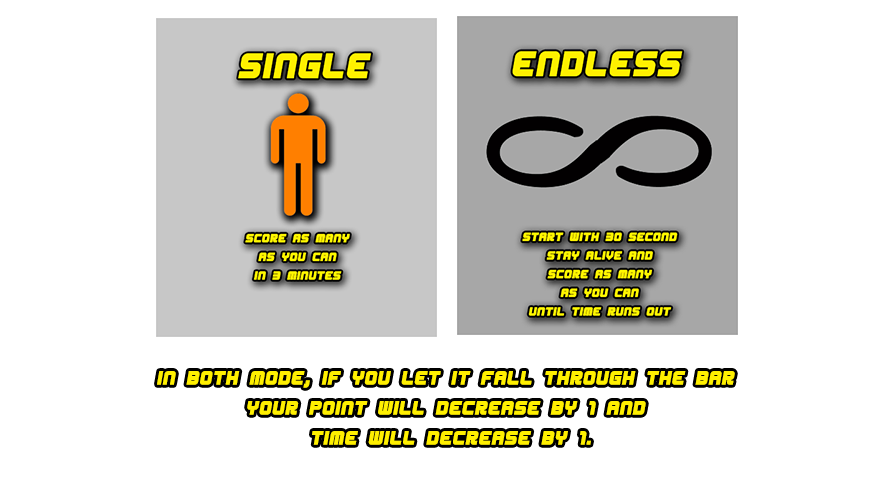 SINGLE
SCORE AS MANY
AS YOU CAN
IN 3 MINUTES
ENDLESS
START WITH 30 SECOND
STAY ALIVE AND
SCORE AS MANY
AS YOU CAN
UNTIL TIME RUNS OUT
IN BOTH MODE, IF YOU LET IT FALL THROUGH THE BAR
YOUR POINT WILL DECREASE BY 1 AND
TIME WILL DECREASE BY 1.